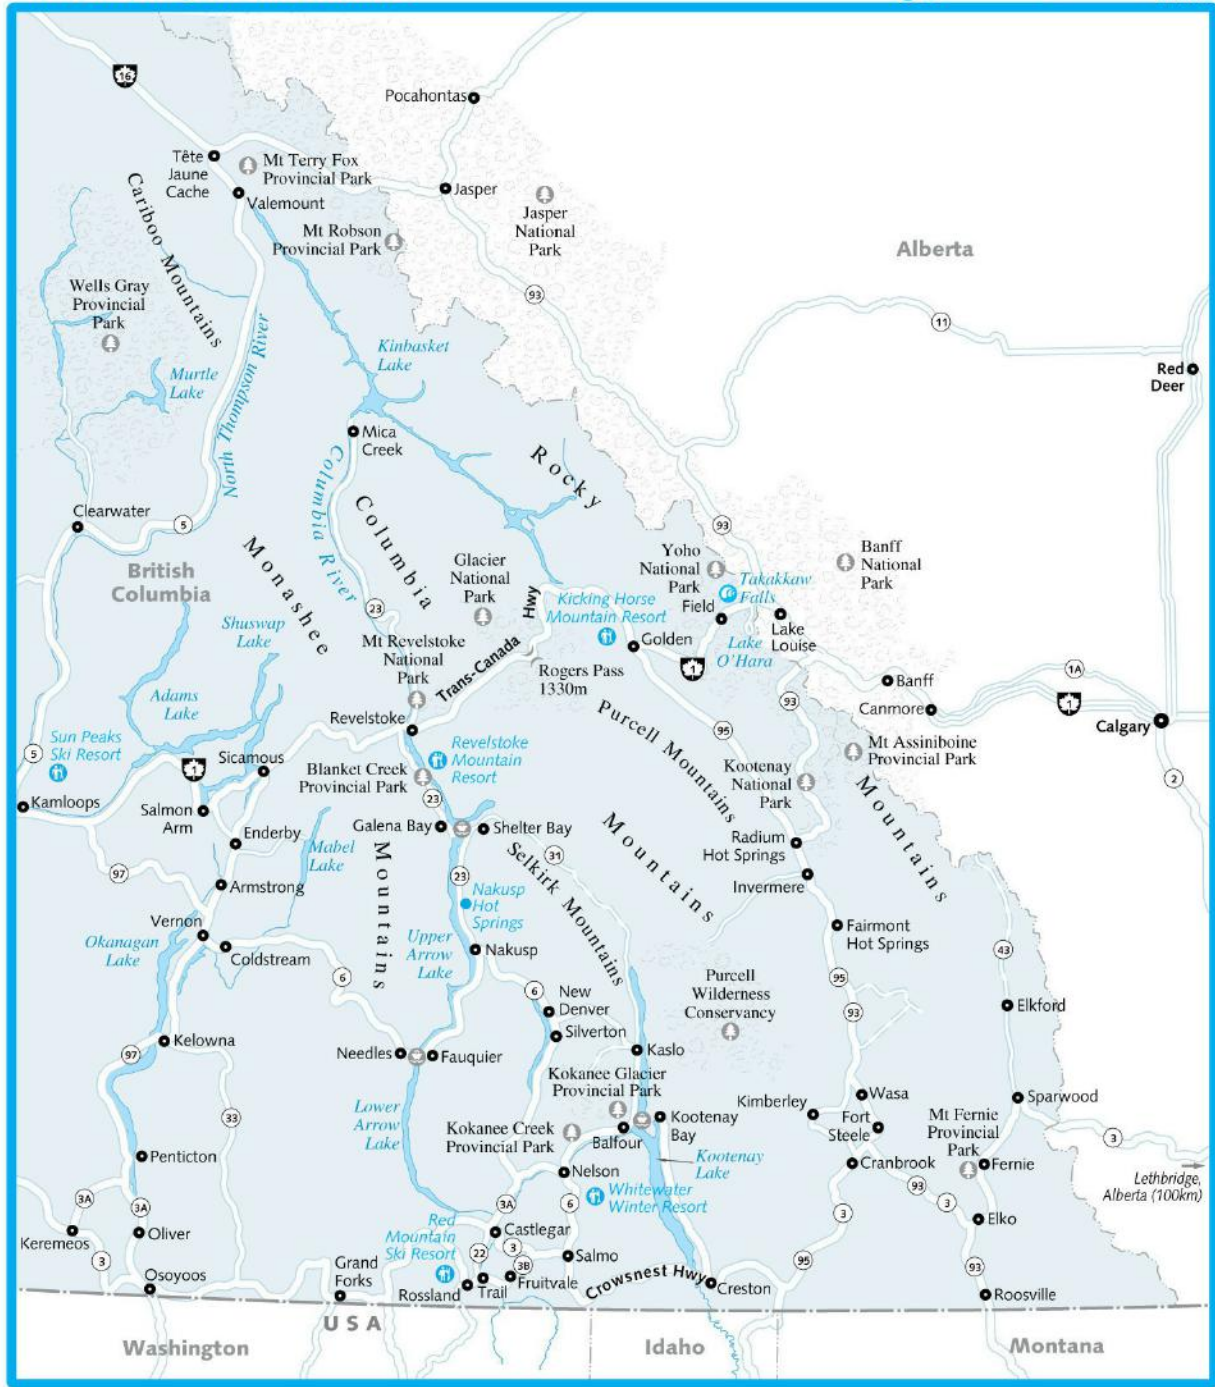 16
Pocahontas
Tête
Jaune
Cache
Mt Terry Fox
Provincial Park
Valemount
Jasper
Jasper
National
Park
Cariboo Mountains
Mt Robson
Provincial Park
Alberta
Wells Gray
Provincial
Park
93
11
Kinbasket
Lake
Murtle
Lake
North Thompson River
Red
Deer
Mica
Creek
Columbia River
Rocky
Clearwater
5
Columbia
93
British
Columbia
Monashee
Glacier
National
Park
Yoho
National
Park
Banff
National
Park
Takakkaw
Falls
Kicking Horse
Mountain Resort
Field
23
Shuswap
Lake
Mt Revelstoke
National
Park
Trans-Canada Hwy
Golden
Lake
Louise
Lake
O'Hara
1
Rogers Pass
1330m
Adams
Lake
Banff
1A
Canmore
1
93
Calgary
Revelstoke
Purcell Mountains
95
Sun Peaks
Ski Resort
5
1
Sicamous
Revelstoke
Mountain
Resort
Blanket Creek
Provincial Park
Kootenay
National
Park
Mt Assiniboine
Provincial Park
2
Kamloops
Salmon
Arm
23
Galena Bay
Shelter Bay
Enderby
Mabel
Lake
Mountains
Selkirk Mountains
31
Mountains
Radium
Hot Springs
Mountains
97
Armstrong
23
Nakusp
Hot
Springs
Invermere
Vernon
Okanagan
Lake
Coldstream
Upper
Arrow
Lake
Nakusp
Fairmont
Hot Springs
43
6
6
New
Denver
Purcell
Wilderness
Conservancy
95
93
Elkford
Silverton
Kelowna
97
Needles
Fauquier
Kaslo
Kokanee Glacier
Provincial Park
Wasa
Sparwood
Kimberley
33
Lower
Arrow
Lake
Kokanee Creek
Provincial Park
Balfour
Kootenay
Bay
Fort
Steele
Mt Fernie
Provincial
Park
3
Penticton
Kootenay
Lake
Cranbrook
Fernie
Lethbridge,
Alberta (100km)
Nelson
93
3
3A
3A
3A
6
Whitewater
Winter Resort
3
Elko
Keremeos
Oliver
Red
Mountain
Ski Resort
Castlegar
3
22
3
3B
Salmo
95
93
Osoyoos
Grand
Forks
Rossland
Trail
Fruitvale
Crowsnest Hwy
Creston
Roosville
USA
Washington
Idaho
Montana